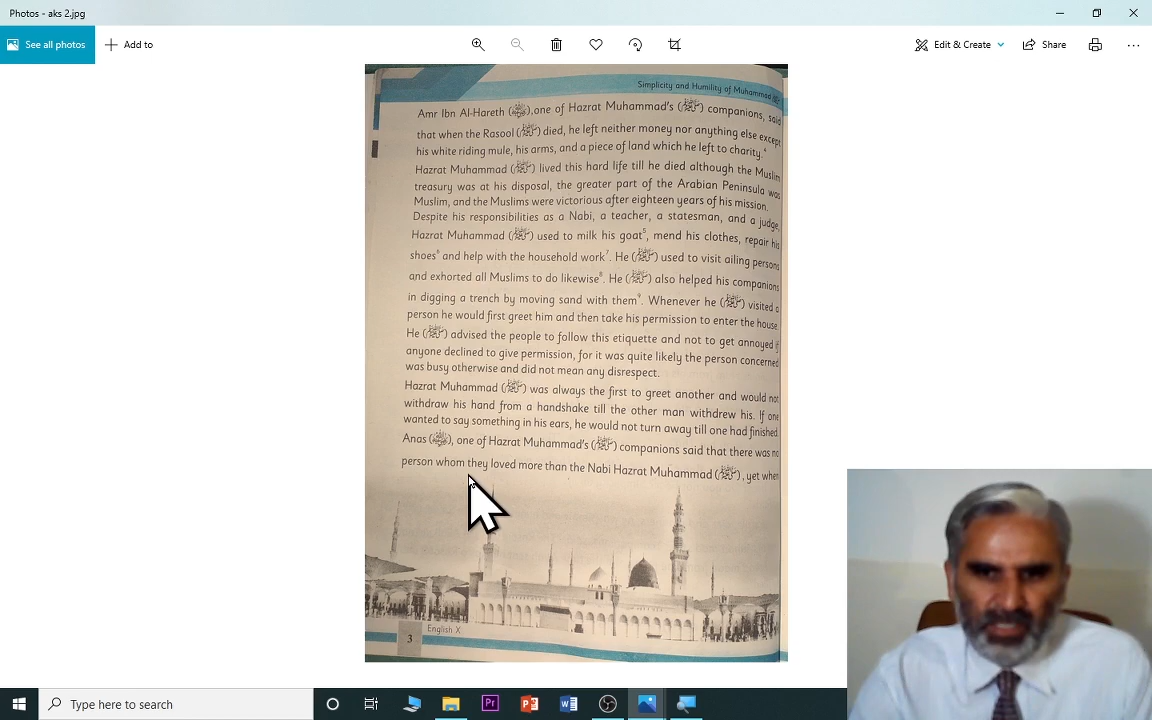 Photos - aks 2.jpg
See all photos
Add to
Edit & Create
Share
Simplicity and Humility of Muhammad ﷺ
Amr Ibn Al-Hareth (رضی اللہ عنہ),one of Hazrat Muhammad's (ﷺ) companions, said
that when the Rasool (ﷺ) died, he left neither money nor anything else except
his white riding mule, his arms, and a piece of land which he left to charity.⁴
Hazrat Muhammad (ﷺ) lived this hard life till he died although the Muslim
treasury was at his disposal, the greater part of the Arabian Peninsula was
Muslim, and the Muslims were victorious after eighteen years of his mission.
Despite his responsibilities as a Nabi, a teacher, a statesman, and a judge,
Hazrat Muhammad (ﷺ) used to milk his goat⁵, mend his clothes, repair his
shoes⁶ and help with the household work⁷. He (ﷺ) used to visit ailing persons
and exhorted all Muslims to do likewise⁸. He (ﷺ) also helped his companions
in digging a trench by moving sand with them⁹. Whenever he (ﷺ) visited a
person he would first greet him and then take his permission to enter the house.
He (ﷺ) advised the people to follow this etiquette and not to get annoyed if
anyone declined to give permission, for it was quite likely the person concerned
was busy otherwise and did not mean any disrespect.
Hazrat Muhammad (ﷺ) was always the first to greet another and would not
withdraw his hand from a handshake till the other man withdrew his. If one
wanted to say something in his ears, he would not turn away till one had finished.
Anas (رضی اللہ عنہ), one of Hazrat Muhammad's (ﷺ) companions said that there was no
person whom they loved more than the Nabi Hazrat Muhammad (ﷺ), yet when
English X
3
Type here to search